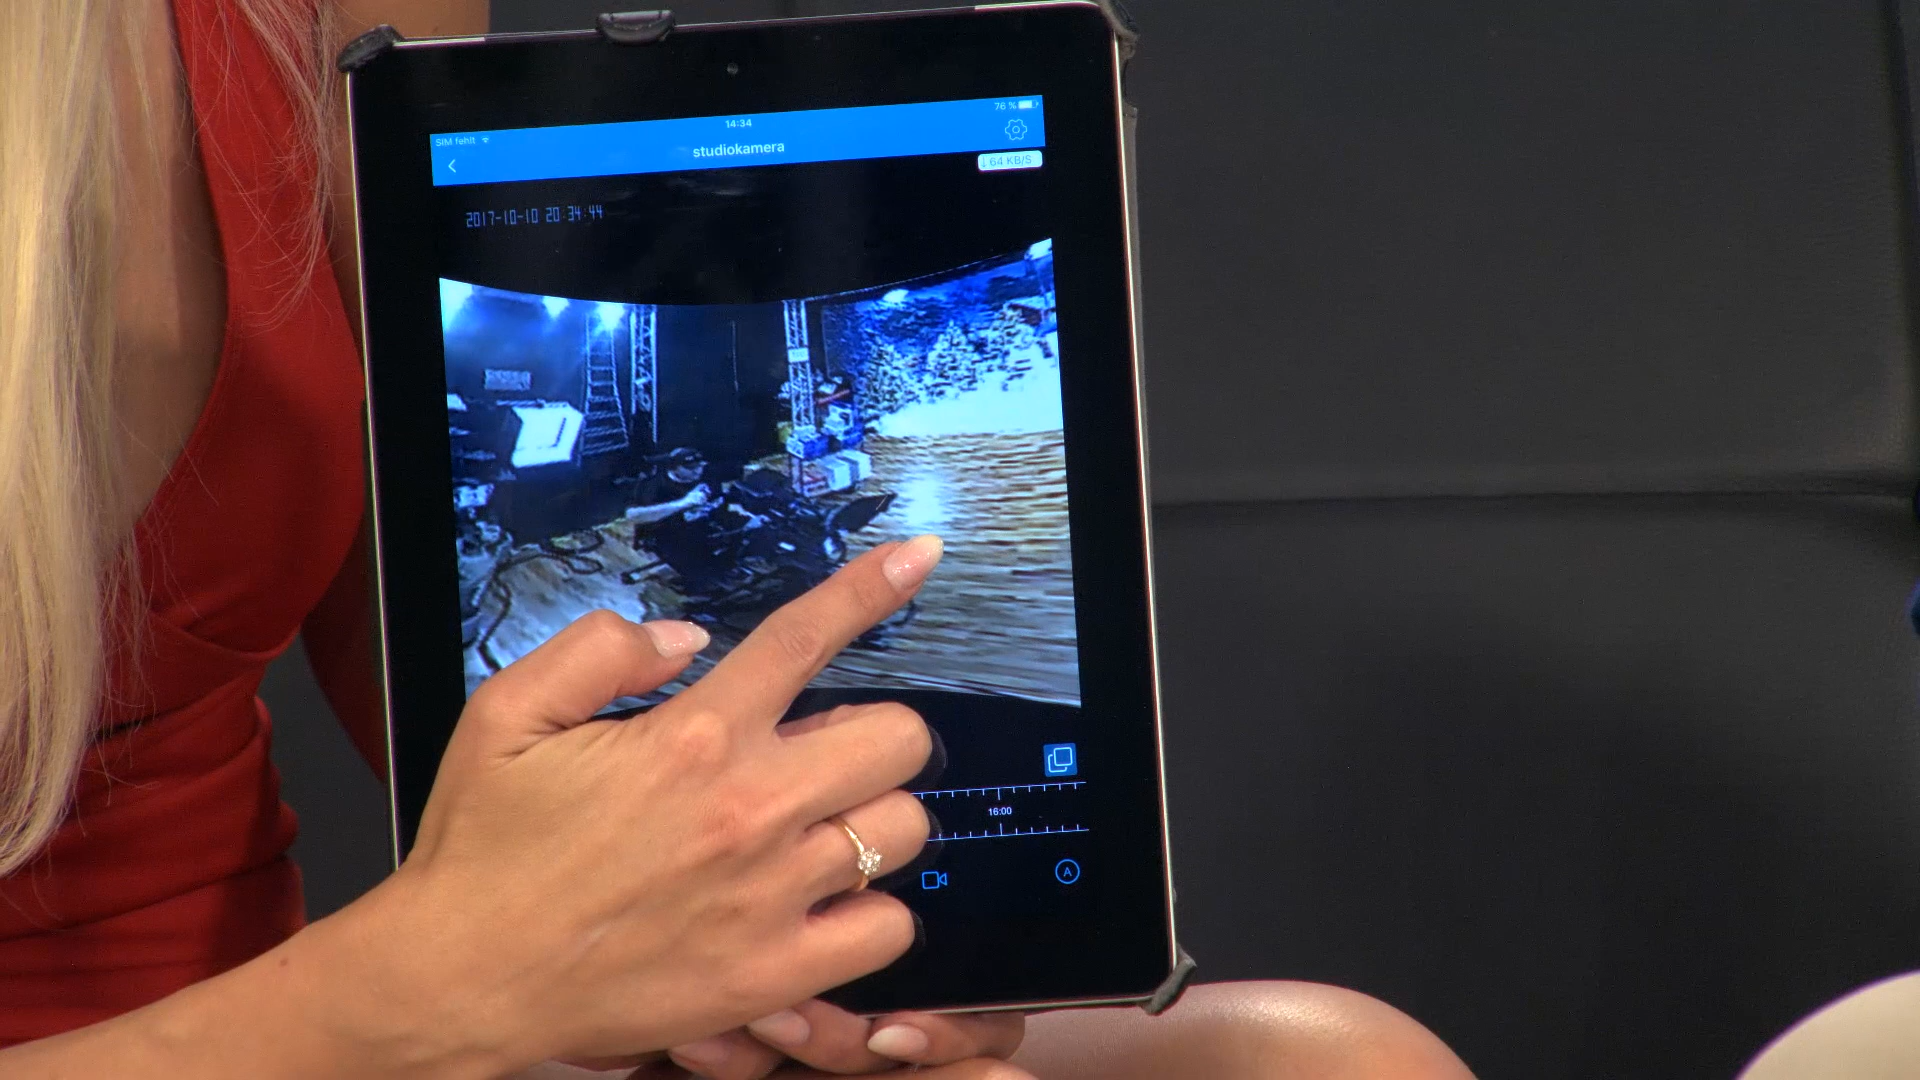 SIM fehlt
14:34
76 %
studiokamera
64 KB/S
2017-10-10 20:34:44
16:00
A